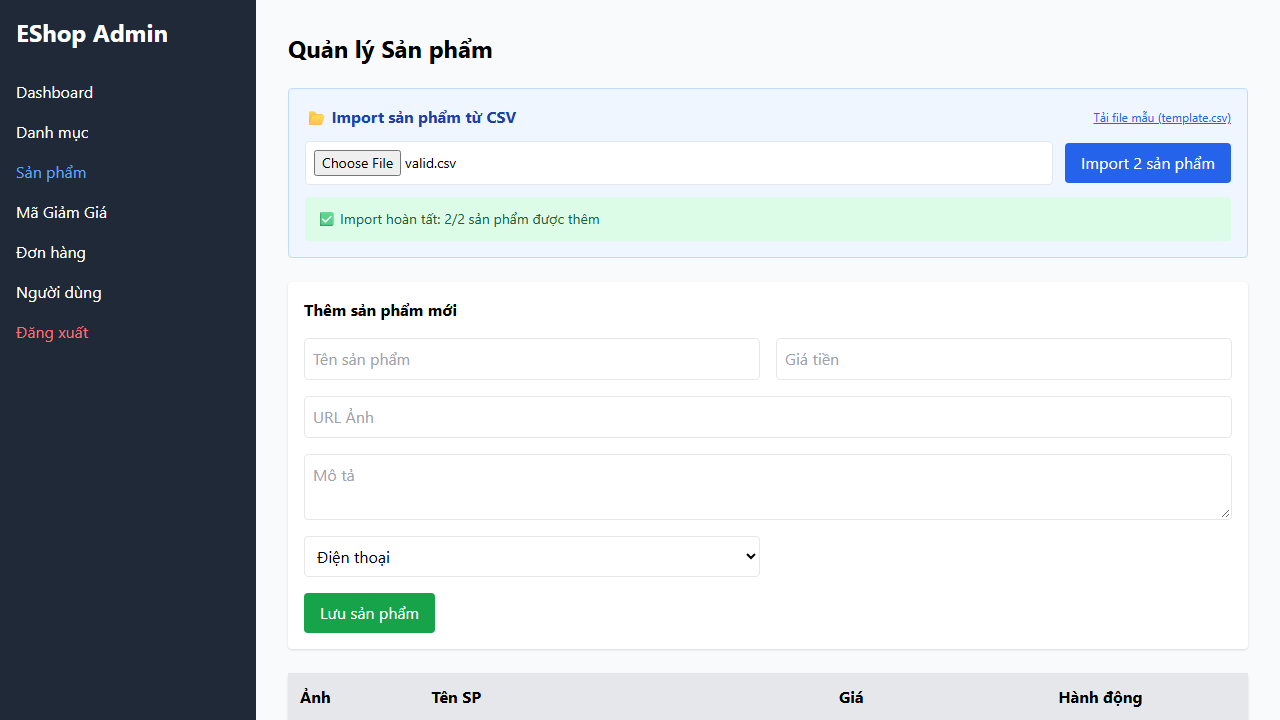 EShop Admin
Dashboard
Danh mục
Sản phẩm
Mã Giảm Giá
Đơn hàng
Người dùng
Đăng xuất
Quản lý Sản phẩm
Import sản phẩm từ CSV
Tải file mẫu (template.csv)
Choose File valid.csv
Import 2 sản phẩm
Import hoàn tất: 2/2 sản phẩm được thêm
Thêm sản phẩm mới
Tên sản phẩm
Giá tiền
URL Ảnh
Mô tả
Điện thoại
Lưu sản phẩm
Ảnh Tên SP Giá Hành động